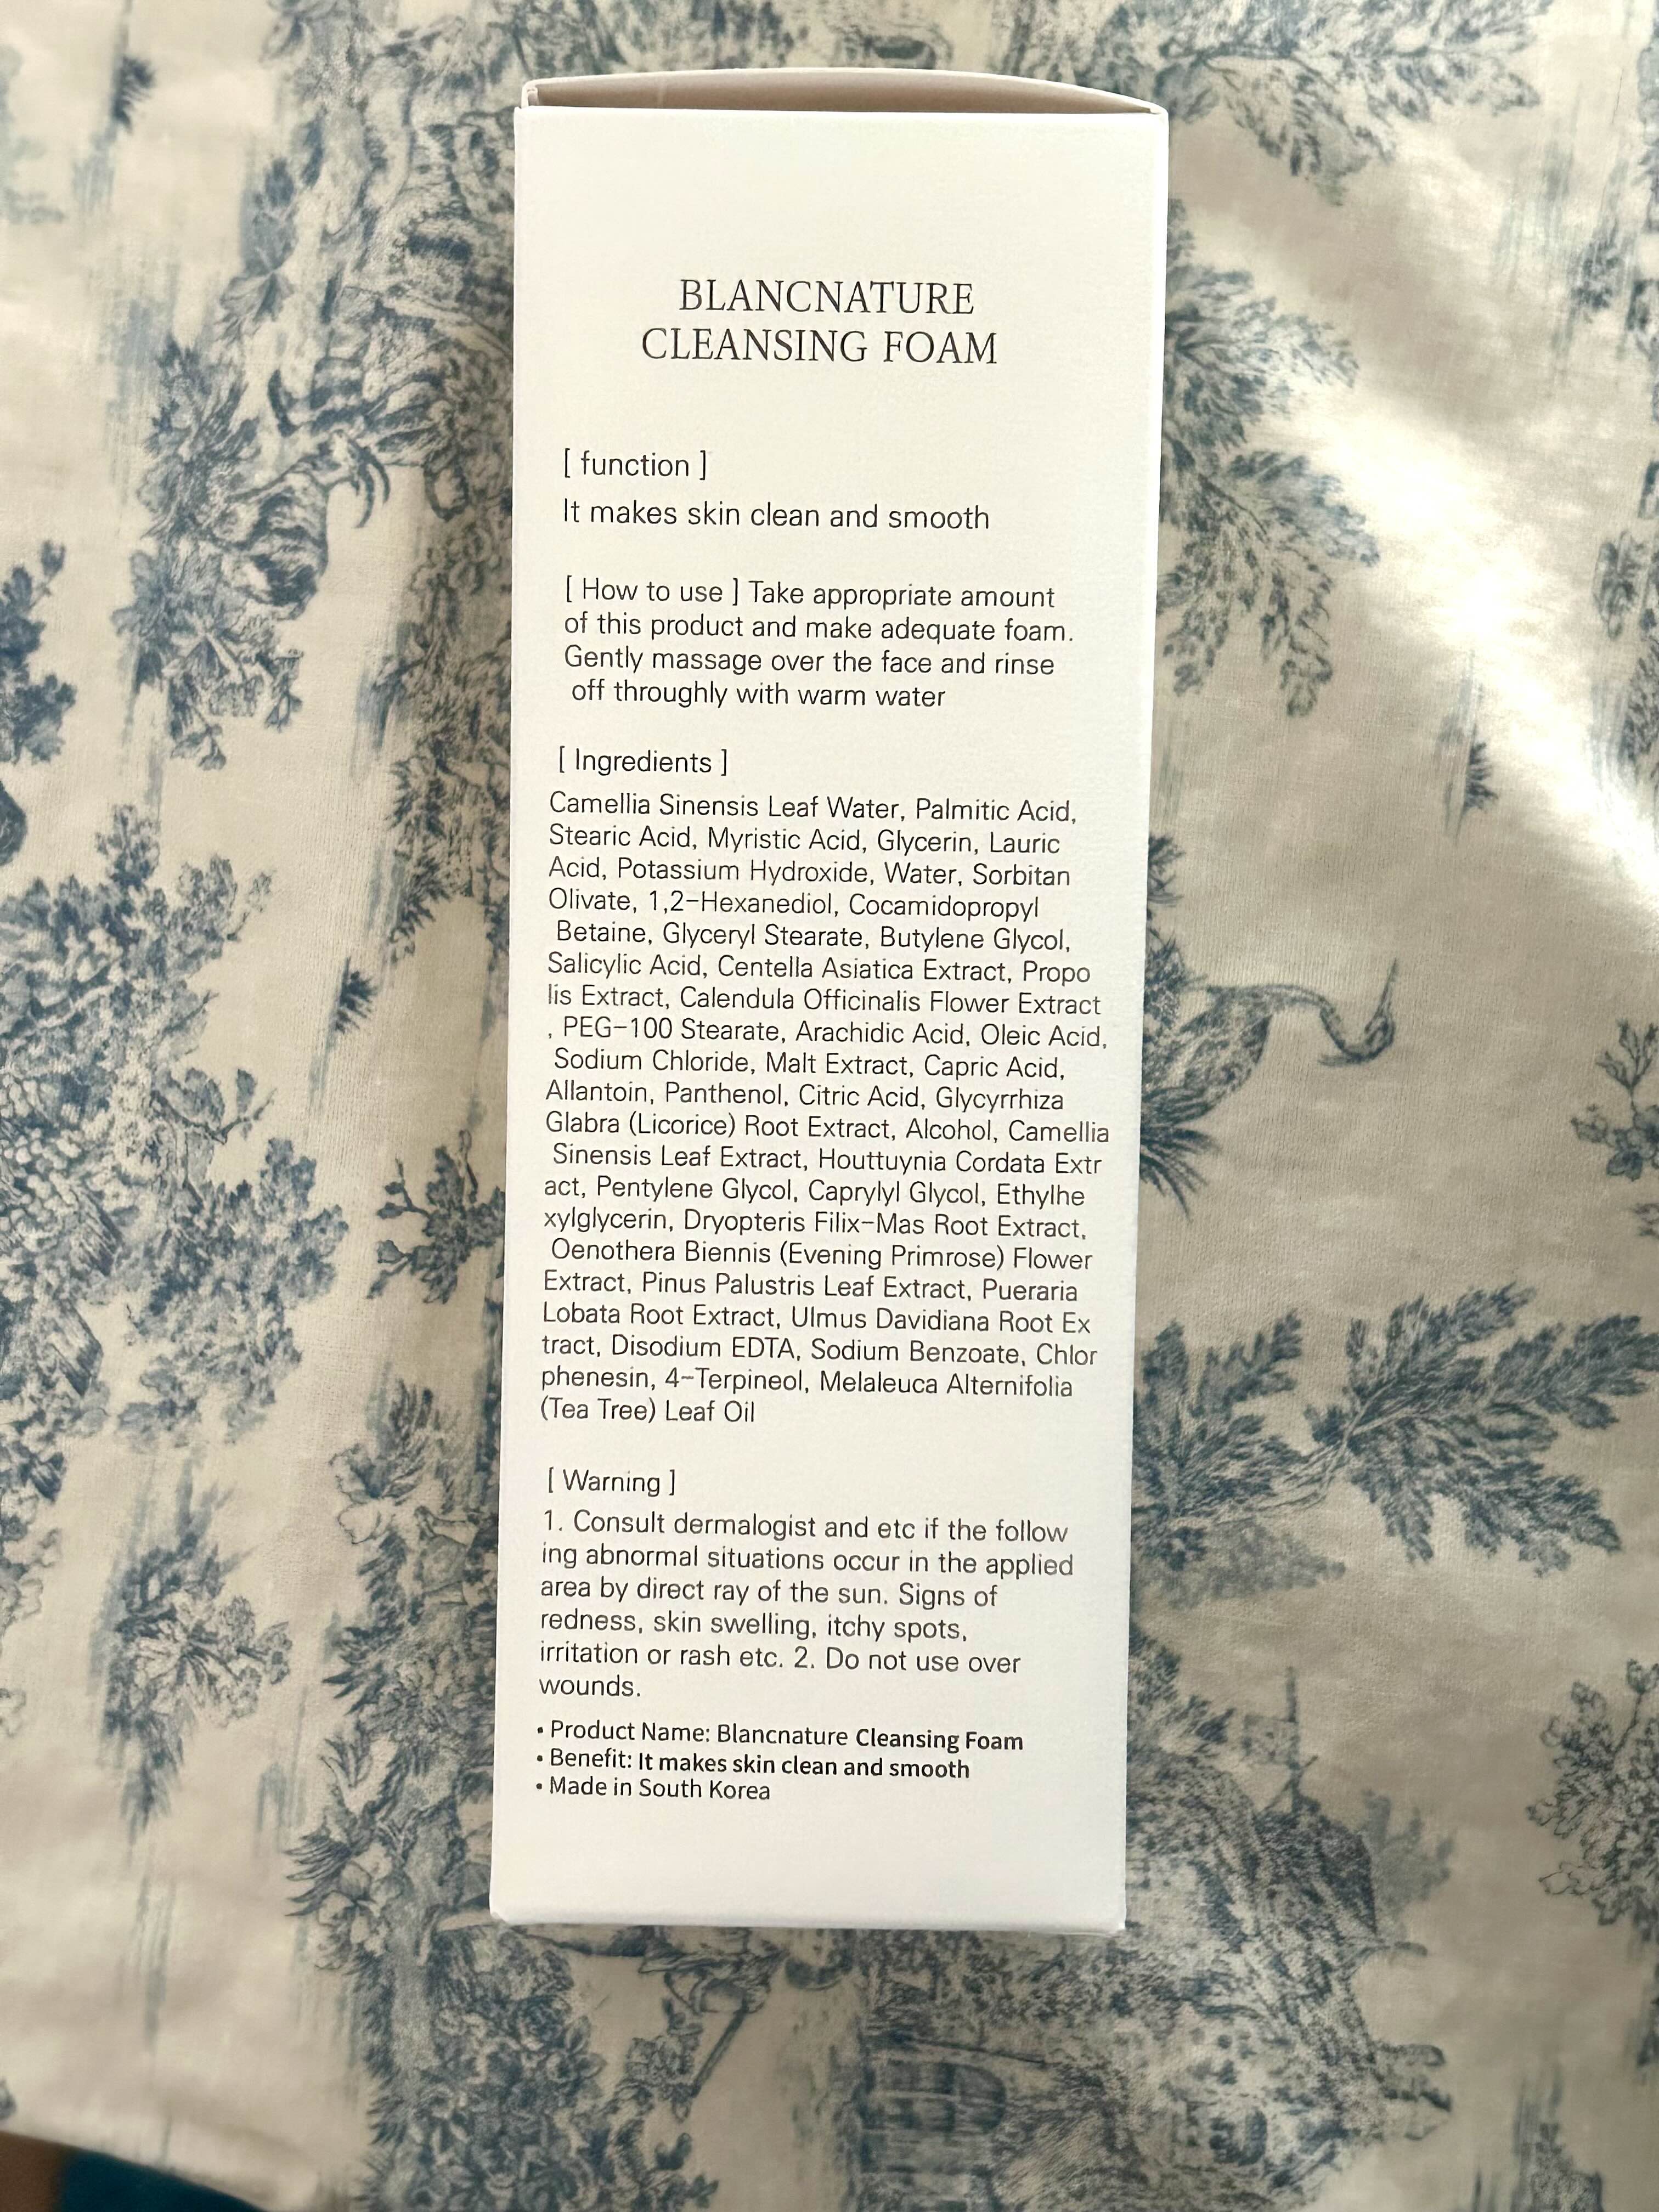 BLANCNATURE
CLEANSING FOAM
[ function ]
It makes skin clean and smooth
[ How to use ] Take appropriate amount
of this product and make adequate foam.
Gently massage over the face and rinse
off throughly with warm water
[ Ingredients ]
Camellia Sinensis Leaf Water, Palmitic Acid,
Stearic Acid, Myristic Acid, Glycerin, Lauric
Acid, Potassium Hydroxide, Water, Sorbitan
Olivate, 1,2-Hexanediol, Cocamidopropyl
Betaine, Glyceryl Stearate, Butylene Glycol,
Salicylic Acid, Centella Asiatica Extract, Propo
lis Extract, Calendula Officinalis Flower Extract
, PEG-100 Stearate, Arachidic Acid, Oleic Acid,
Sodium Chloride, Malt Extract, Capric Acid,
Allantoin, Panthenol, Citric Acid, Glycyrrhiza
Glabra (Licorice) Root Extract, Alcohol, Camellia
Sinensis Leaf Extract, Houttuynia Cordata Extr
act, Pentylene Glycol, Caprylyl Glycol, Ethylhe
xylglycerin, Dryopteris Filix-Mas Root Extract,
Oenothera Biennis (Evening Primrose) Flower
Extract, Pinus Palustris Leaf Extract, Pueraria
Lobata Root Extract, Ulmus Davidiana Root Ex
tract, Disodium EDTA, Sodium Benzoate, Chlor
phenesin, 4-Terpineol, Melaleuca Alternifolia
(Tea Tree) Leaf Oil
[ Warning ]
1. Consult dermalogist and etc if the follow
ing abnormal situations occur in the applied
area by direct ray of the sun. Signs of
redness, skin swelling, itchy spots,
irritation or rash etc. 2. Do not use over
wounds.
• Product Name: Blancnature Cleansing Foam
• Benefit: It makes skin clean and smooth
• Made in South Korea